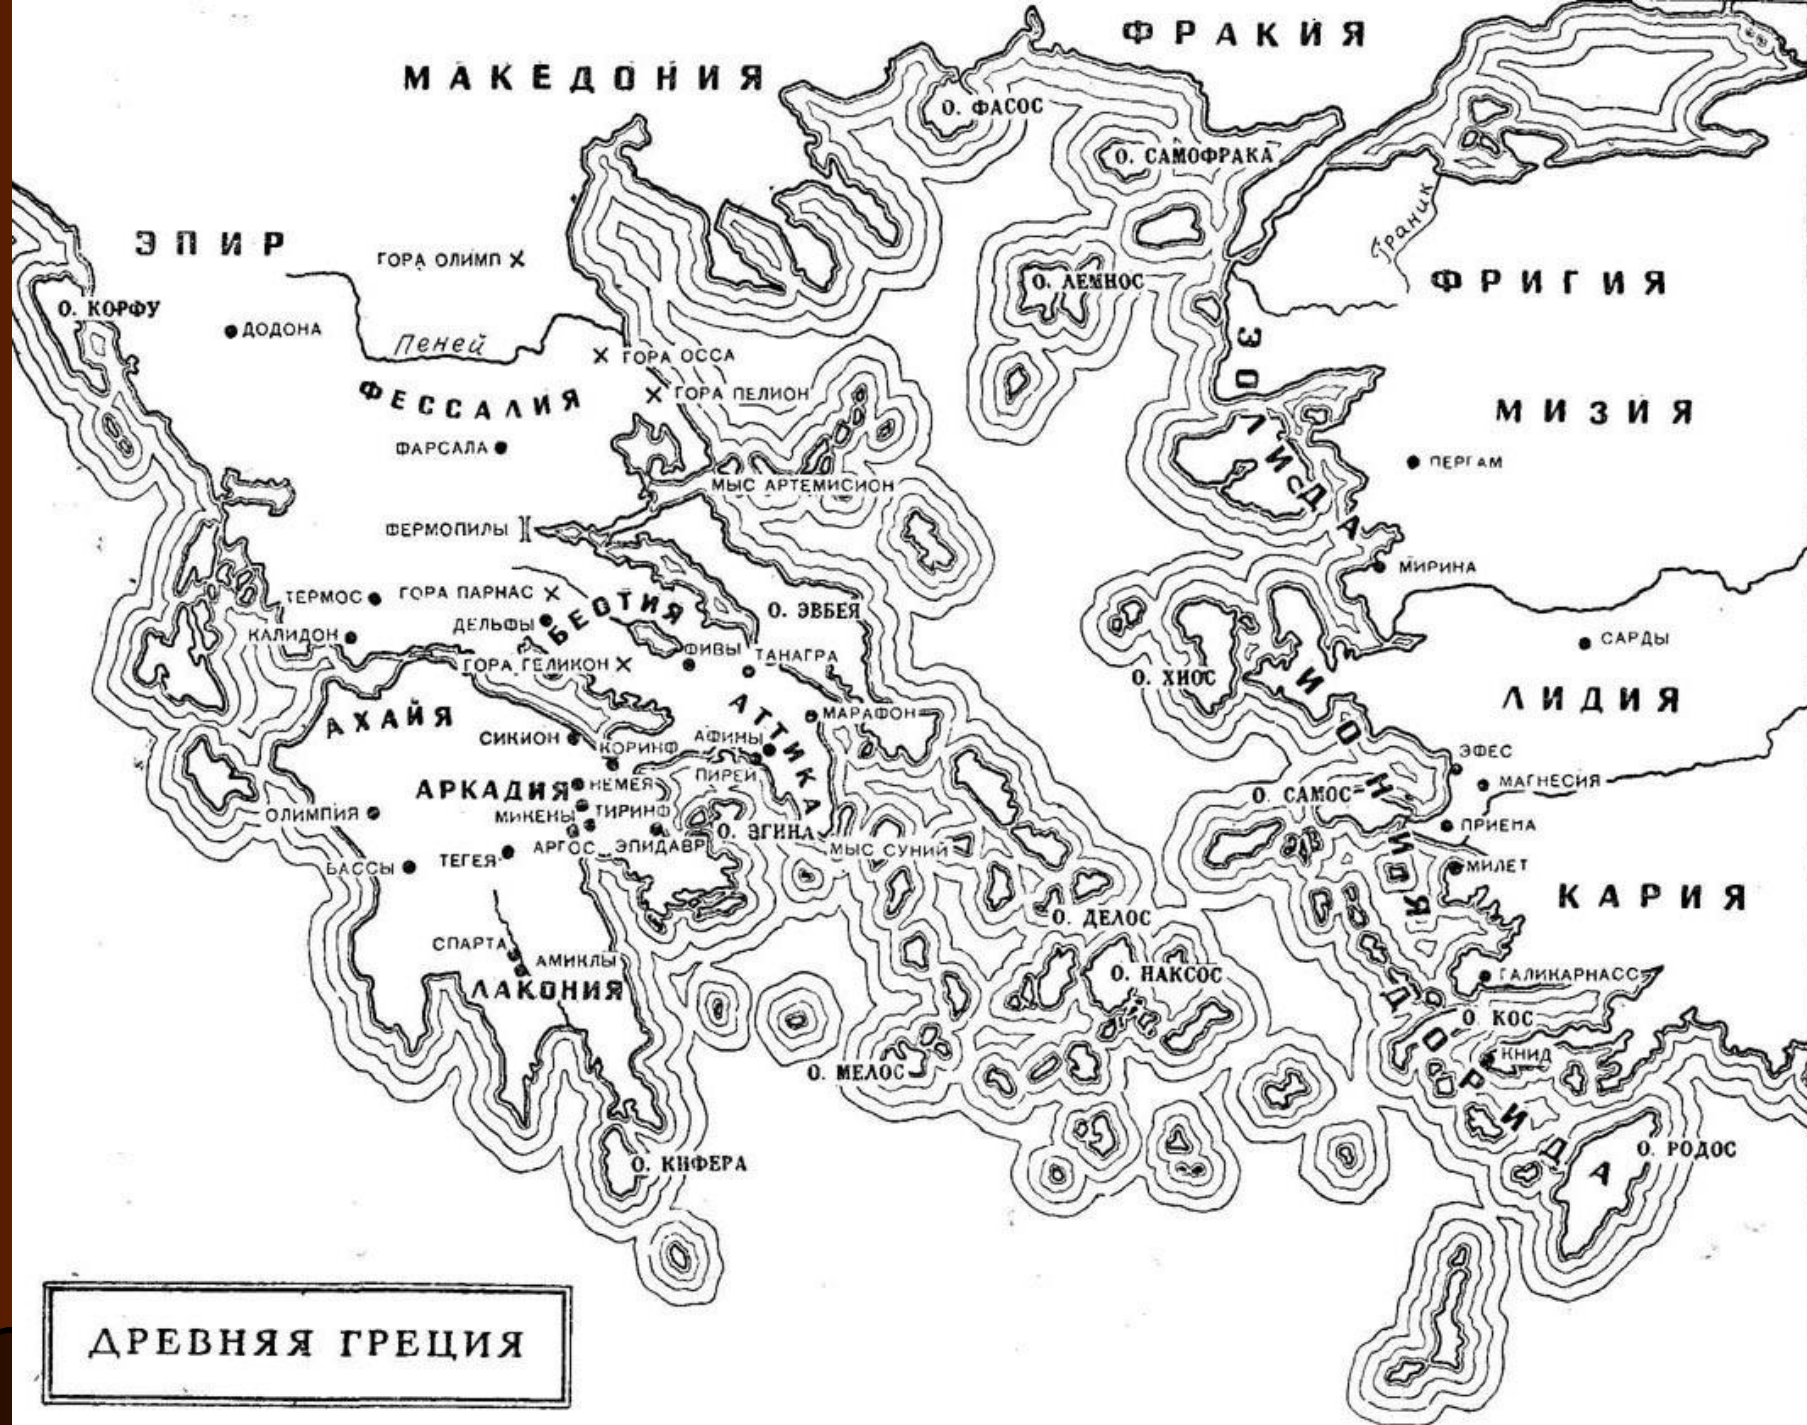 ФРАКИЯ
МАКЕДОНИЯ
О. ФАСОС
О. САМОФРАКА
Граник
ЭПИР
ГОРА ОЛИМП
О. ЛЕМНОС
ФРИГИЯ
О. КОРФУ
ДОДОНА
Пеней
ГОРА ОССА
ФЕССАЛИЯ
ГОРА ПЕЛИОН
ЭОЛИСДА
МИЗИЯ
ФАРСАЛА
ПЕРГАМ
МЫС АРТЕМИСИОН
ФЕРМОПИЛЫ
МИРИНА
ТЕРМОС
ГОРА ПАРНАС
О. ЭВБЕЯ
ДЕЛЬФЫ
БЕОТИЯ
КАЛИДОН
САРДЫ
ГОРА ГЕЛИКОН
ФИВЫ
ТАНАГРА
О. ХИОС
ИОНИЯ
ЛИДИЯ
АХАЙЯ
АТТИКА
МАРАФОН
СИКИОН
КОРИНФ
АФИНЫ
ЭФЕС
ПИРЕЙ
МАГНЕСИЯ
АРКАДИЯ
НЕМЕЯ
О. САМОС
ОЛИМПИЯ
МИКЕНЫ
ТИРИНФ
О. ЭГИНА
ПРИЕНА
АРГОС
ЭПИДАВР
МЫС СУНИЙ
БАССЫ
ТЕГЕЯ
МИЛЕТ
КАРИЯ
О. ДЕЛОС
СПАРТА
АМИКЛЫ
О. НАКСОС
ГАЛИКАРНАСС
ЛАКОНИЯ
ДОРИДА
О. КОС
О. МЕЛОС
КНИД
О. КИФЕРА
О. РОДОС
ДРЕВНЯЯ ГРЕЦИЯ